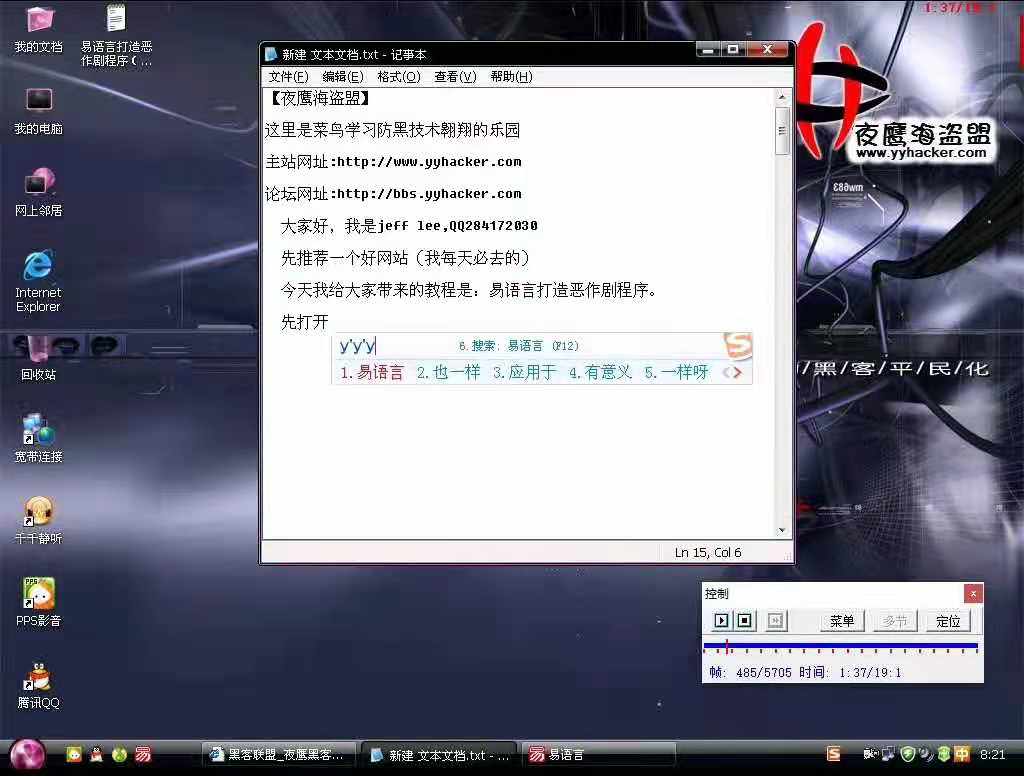 我的文档
易语言打造恶
作剧程序（...
我的电脑
网上邻居
Internet
Explorer
回收站
宽带连接
千千静听
PPS影音
腾讯QQ
新建 文本文档.txt - 记事本
文件(F) 编辑(E) 格式(O) 查看(V) 帮助(H)
【夜鹰海盗盟】
这里是菜鸟学习防黑技术翱翔的乐园
主站网址:http://www.yyhacker.com
论坛网址:http://bbs.yyhacker.com
大家好，我是jeff lee,QQ284172030
先推荐一个好网站（我每天必去的）
今天我给大家带来的教程是：易语言打造恶作剧程序。
先打开
y'y'y 6.搜索: 易语言 (F12)
1.易语言 2.也一样 3.应用于 4.有意义 5.一样呀
Ln 15, Col 6
1:37/19:1
夜鹰海盗盟
www.yyhacker.com
/黑/客/平/民/化
控制
菜单 多节 定位
帧: 485/5705 时间: 1:37/19:1
黑客联盟_夜鹰黑客...
新建 文本文档.txt - ...
易语言
中
8:21